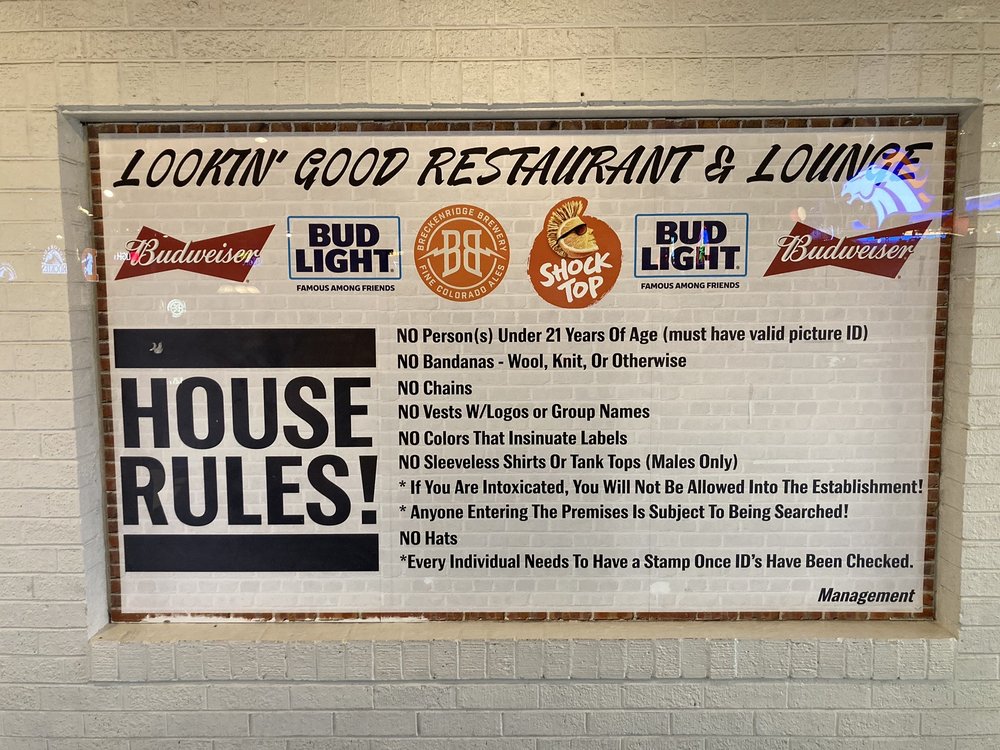 LOOKIN' GOOD RESTAURANT & LOUNGE
Budweiser
BUD
LIGHT
FAMOUS AMONG FRIENDS
BRECKENRIDGE BREWERY
BB
FINE COLORADO ALES
SHOCK
TOP
BUD
LIGHT
FAMOUS AMONG FRIENDS
Budweiser
HOUSE
RULES!
NO Person(s) Under 21 Years Of Age (must have valid picture ID)
NO Bandanas - Wool, Knit, Or Otherwise
NO Chains
NO Vests W/Logos or Group Names
NO Colors That Insinuate Labels
NO Sleeveless Shirts Or Tank Tops (Males Only)
* If You Are Intoxicated, You Will Not Be Allowed Into The Establishment!
* Anyone Entering The Premises Is Subject To Being Searched!
NO Hats
*Every Individual Needs To Have a Stamp Once ID's Have Been Checked.
Management